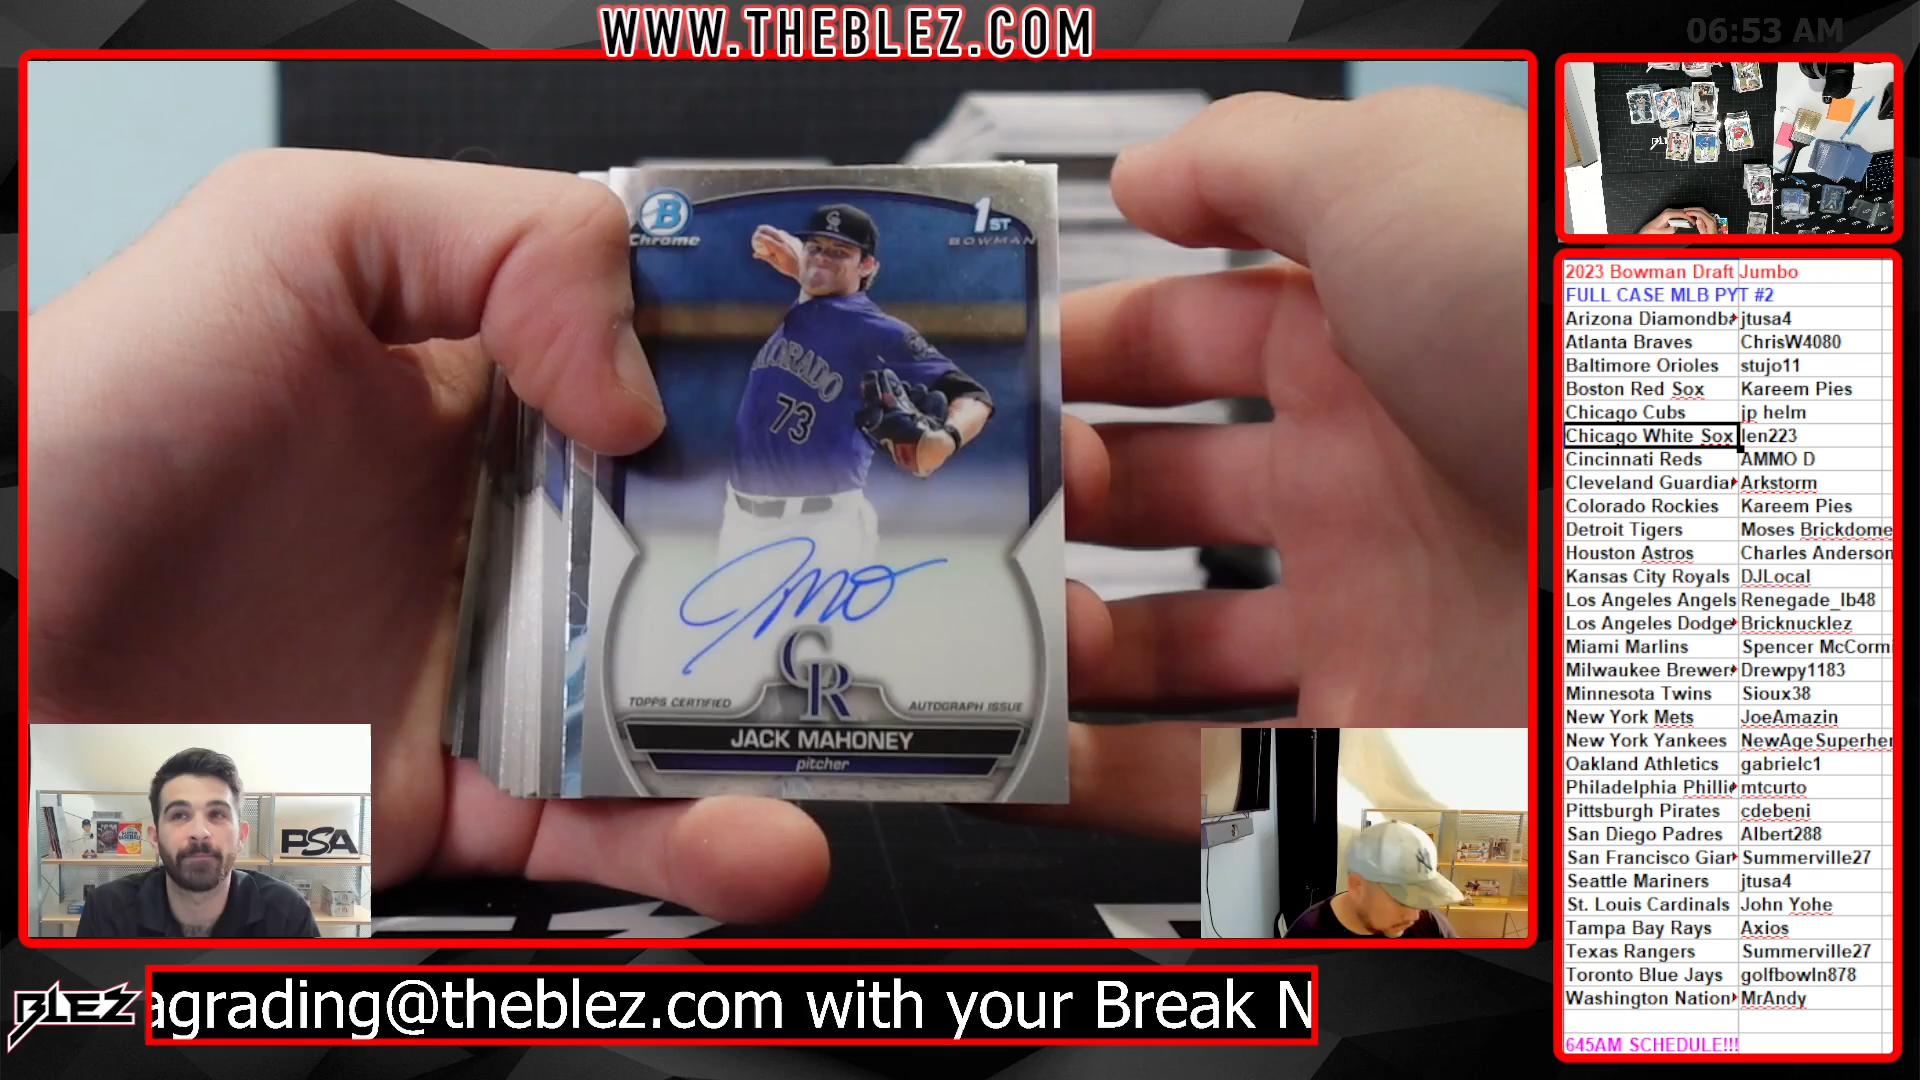 WWW.THEBLEZ.COM
06:53 AM
B
Chrome
1ST
BOWMAN
COLORADO
73
CR
TOPPS CERTIFIED
AUTOGRAPH ISSUE
JACK MAHONEY
pitcher
PSA
2023 Bowman Draft Jumbo
FULL CASE MLB PYT #2
Arizona Diamondba jtusa4
Atlanta Braves ChrisW4080
Baltimore Orioles stujo11
Boston Red Sox Kareem Pies
Chicago Cubs jp helm
Chicago White Sox len223
Cincinnati Reds AMMO D
Cleveland Guardia Arkstorm
Colorado Rockies Kareem Pies
Detroit Tigers Moses Brickdome
Houston Astros Charles Anderson
Kansas City Royals DJLocal
Los Angeles Angels Renegade_lb48
Los Angeles Dodge Bricknucklez
Miami Marlins Spencer McCormi
Milwaukee Brewer Drewpy1183
Minnesota Twins Sioux38
New York Mets JoeAmazin
New York Yankees NewAgeSuperher
Oakland Athletics gabrielc1
Philadelphia Phillie mtcurto
Pittsburgh Pirates cdebeni
San Diego Padres Albert288
San Francisco Gian Summerville27
Seattle Mariners jtusa4
St. Louis Cardinals John Yohe
Tampa Bay Rays Axios
Texas Rangers Summerville27
Toronto Blue Jays golfbowln878
Washington Nation MrAndy
645AM SCHEDULE!!!
BLEZ
agrading@theblez.com with your Break N